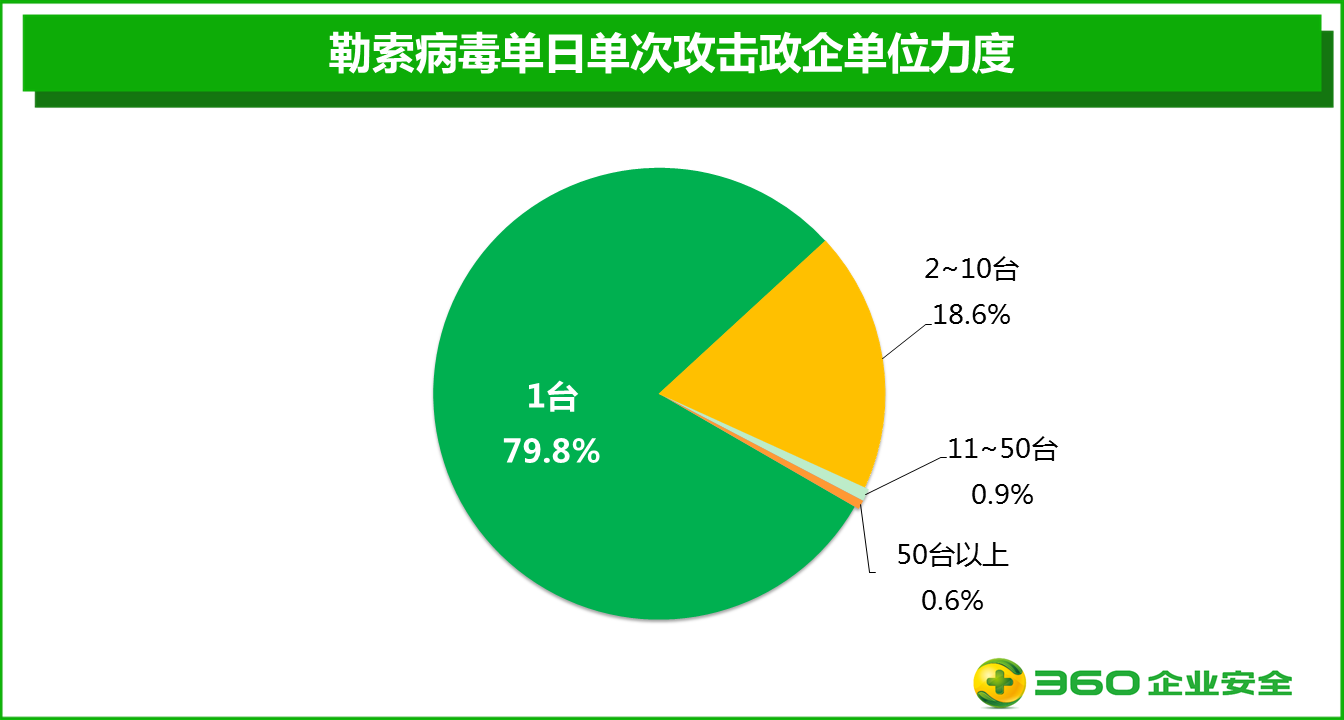 勒索病毒单日单次攻击政企单位力度
2~10台
18.6%
1台
79.8%
11~50台
0.9%
50台以上
0.6%
360企业安全